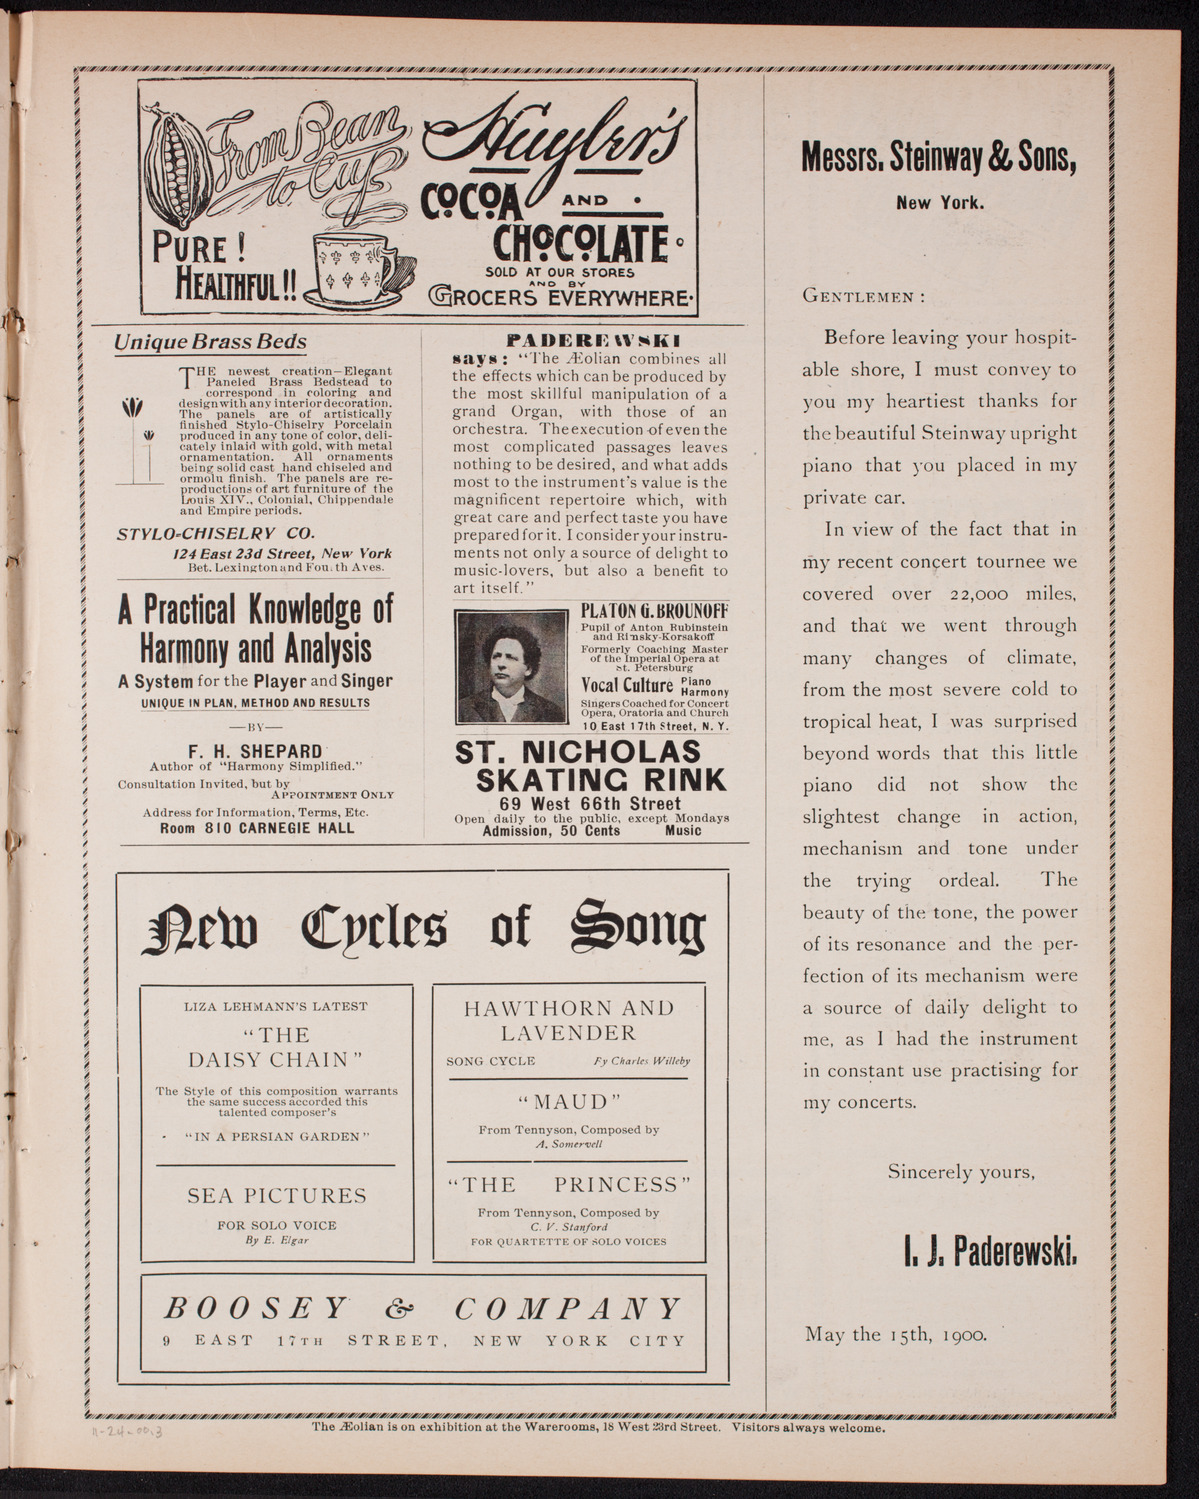 From Bean
to Cup
PURE!
HEALTHFUL!!
Huyler's
COCOA AND
CHOCOLATE
SOLD AT OUR STORES
AND BY
GROCERS EVERYWHERE.
Unique Brass Beds
THE newest creation—Elegant
Paneled Brass Bedstead to
correspond in coloring and
design with any interior decoration.
The panels are of artistically
finished Stylo-Chiselry Porcelain
produced in any tone of color, deli-
cately inlaid with gold, with metal
ornamentation. All ornaments
being solid cast hand chiseled and
ormolu finish. The panels are re-
productions of art furniture of the
Louis XIV., Colonial, Chippendale
and Empire periods.
STYLO-CHISELRY CO.
124 East 23d Street, New York
Bet. Lexington and Fourth Aves.
A Practical Knowledge of
Harmony and Analysis
A System for the Player and Singer
UNIQUE IN PLAN, METHOD AND RESULTS
—BY—
F. H. SHEPARD
Author of "Harmony Simplified."
Consultation Invited, but by
APPOINTMENT ONLY
Address for Information, Terms, Etc.
Room 810 CARNEGIE HALL
PADEREWSKI
says: "The Æolian combines all
the effects which can be produced by
the most skillful manipulation of a
grand Organ, with those of an
orchestra. The execution of even the
most complicated passages leaves
nothing to be desired, and what adds
most to the instrument's value is the
magnificent repertoire which, with
great care and perfect taste you have
prepared for it. I consider your instru-
ments not only a source of delight to
music-lovers, but also a benefit to
art itself."
PLATON G. BROUNOFF
Pupil of Anton Rubinstein
and Rimsky-Korsakoff
Formerly Coaching Master
of the Imperial Opera at
St. Petersburg
Vocal Culture Piano
Harmony
Singers Coached for Concert
Opera, Oratoria and Church
10 East 17th Street, N. Y.
ST. NICHOLAS
SKATING RINK
69 West 66th Street
Open daily to the public, except Mondays
Admission, 50 Cents Music
New Cycles of Song
LIZA LEHMANN'S LATEST
"THE
DAISY CHAIN"
The Style of this composition warrants
the same success accorded this
talented composer's
"IN A PERSIAN GARDEN"
SEA PICTURES
FOR SOLO VOICE
By E. Elgar
HAWTHORN AND
LAVENDER
SONG CYCLE Fy Charles Willeby
"MAUD"
From Tennyson, Composed by
A. Somervell
"THE PRINCESS"
From Tennyson, Composed by
C. V. Stanford
FOR QUARTETTE OF SOLO VOICES
BOOSEY & COMPANY
9 EAST 17TH STREET, NEW YORK CITY
Messrs. Steinway & Sons,
New York.
GENTLEMEN:
Before leaving your hospit-
able shore, I must convey to
you my heartiest thanks for
the beautiful Steinway upright
piano that you placed in my
private car.
In view of the fact that in
my recent concert tournee we
covered over 22,000 miles,
and that we went through
many changes of climate,
from the most severe cold to
tropical heat, I was surprised
beyond words that this little
piano did not show the
slightest change in action,
mechanism and tone under
the trying ordeal. The
beauty of the tone, the power
of its resonance and the per-
fection of its mechanism were
a source of daily delight to
me, as I had the instrument
in constant use practising for
my concerts.
Sincerely yours,
I. J. Paderewski.
May the 15th, 1900.
The Æolian is on exhibition at the Warerooms, 18 West 23rd Street. Visitors always welcome.
11-24-00.3